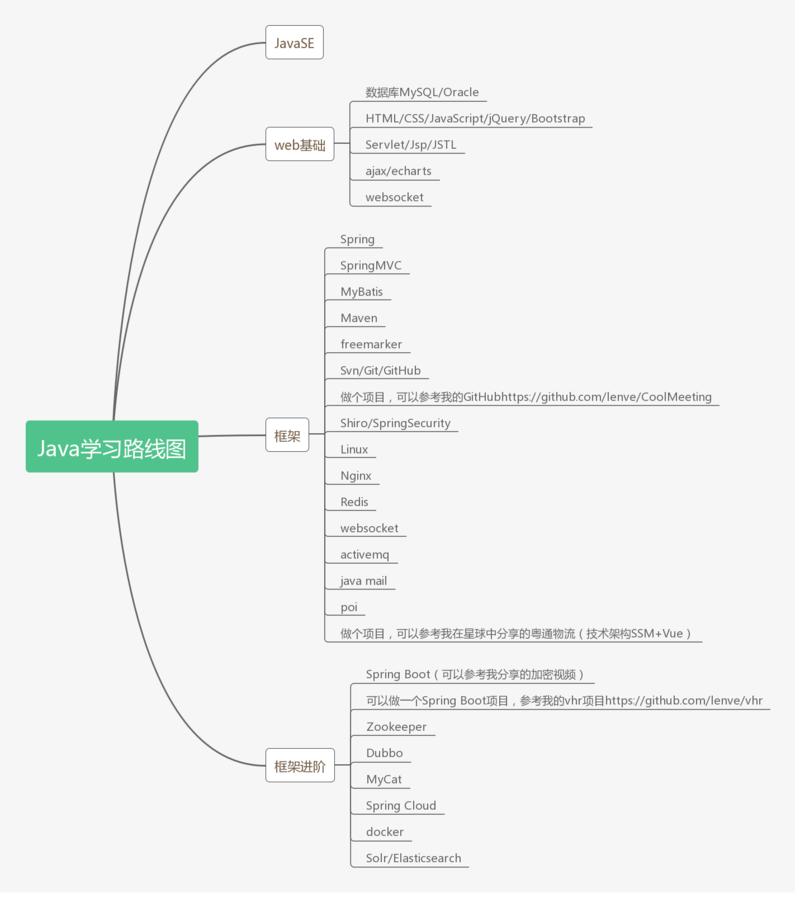 JavaSE
数据库MySQL/Oracle
HTML/CSS/JavaScript/jQuery/Bootstrap
web基础
Servlet/Jsp/JSTL
ajax/echarts
websocket
Spring
SpringMVC
MyBatis
Maven
freemarker
Svn/Git/GitHub
做个项目，可以参考我的GitHubhttps://github.com/lenve/CoolMeeting
Shiro/SpringSecurity
框架
Java学习路线图
Linux
Nginx
Redis
websocket
activemq
java mail
poi
做个项目，可以参考我在星球中分享的粤通物流（技术架构SSM+Vue）
Spring Boot（可以参考我分享的加密视频）
可以做一个Spring Boot项目，参考我的vhr项目https://github.com/lenve/vhr
Zookeeper
Dubbo
框架进阶
MyCat
Spring Cloud
docker
Solr/Elasticsearch